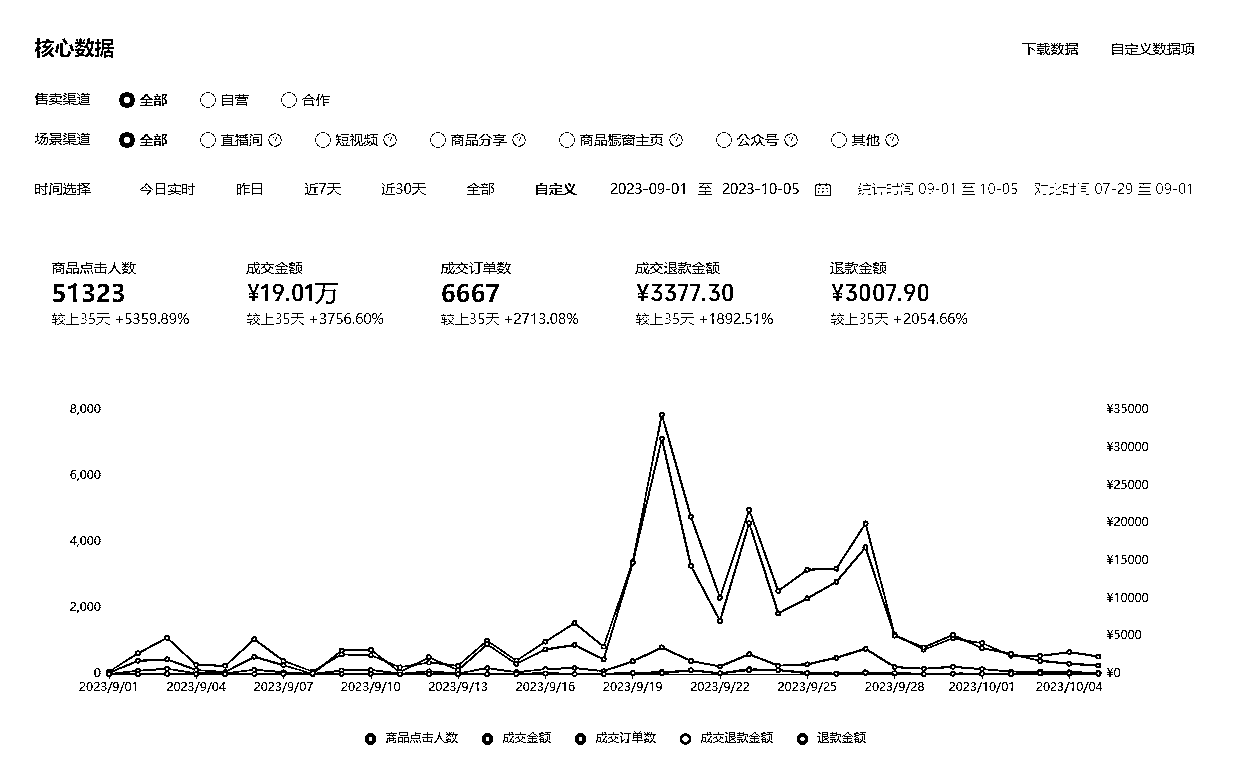 核心数据 下载数据 自定义数据项
售卖渠道 全部 自营 合作
场景渠道 全部 直播间 短视频 商品分享 商品橱窗主页 公众号 其他
时间选择 今日实时 昨日 近7天 近30天 全部 自定义 2023-09-01 至 2023-10-05 统计时间 09-01 至 10-05 对比时间 07-29 至 09-01
商品点击人数 成交金额 成交订单数 成交退款金额 退款金额
51323 ¥19.01万 6667 ¥3377.30 ¥3007.90
较上35天 +5359.89% 较上35天 +3756.60% 较上35天 +2713.08% 较上35天 +1892.51% 较上35天 +2054.66%
8,000 ¥35000
¥30000
6,000 ¥25000
¥20000
4,000 ¥15000
¥10000
2,000 ¥5000
0 ¥0
2023/9/01 2023/9/04 2023/9/07 2023/9/10 2023/9/13 2023/9/16 2023/9/19 2023/9/22 2023/9/25 2023/9/28 2023/10/01 2023/10/04
商品点击人数 成交金额 成交订单数 成交退款金额 退款金额